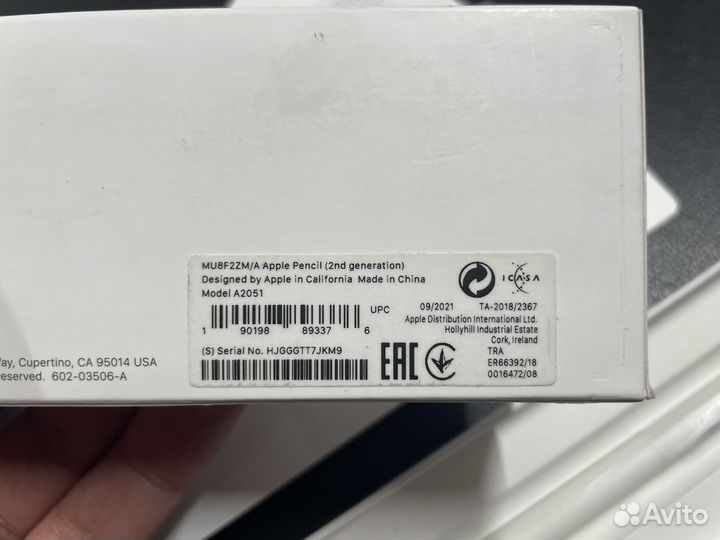 MU8F2ZM/A Apple Pencil (2nd generation)
Designed by Apple in California Made in China
Model A2051
UPC
1 90198 89337 6
(S) Serial No. HJGGGTT7JKM9
ICASA
09/2021 TA-2018/2367
Apple Distribution International Ltd.
Hollyhill Industrial Estate
Cork, Ireland
TRA
ER66392/18
0016472/08
EAC
Way, Cupertino, CA 95014 USA
reserved. 602-03506-A
Avito